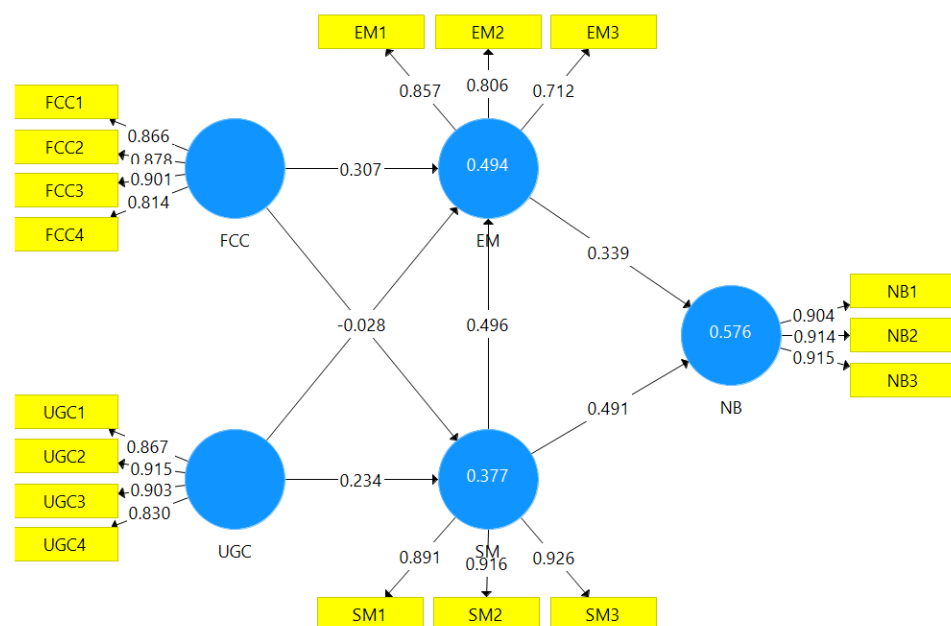 EM1
EM2
EM3
0.857
0.806
0.712
FCC1
FCC2
FCC3
FCC4
0.866
0.878
0.901
0.814
FCC
0.307
0.494
EM
0.339
-0.028
0.496
0.576
NB
0.904
0.914
0.915
NB1
NB2
NB3
UGC1
UGC2
UGC3
UGC4
0.867
0.915
0.903
0.830
UGC
0.234
0.377
SM
0.491
0.891
0.916
0.926
SM1
SM2
SM3